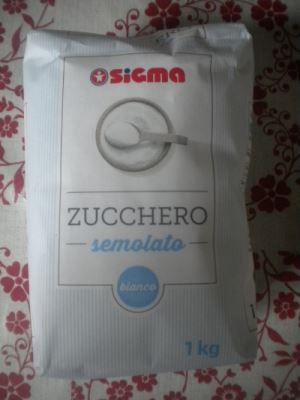 SiGMA
ZUCCHERO
semolato
bianco
1 kg